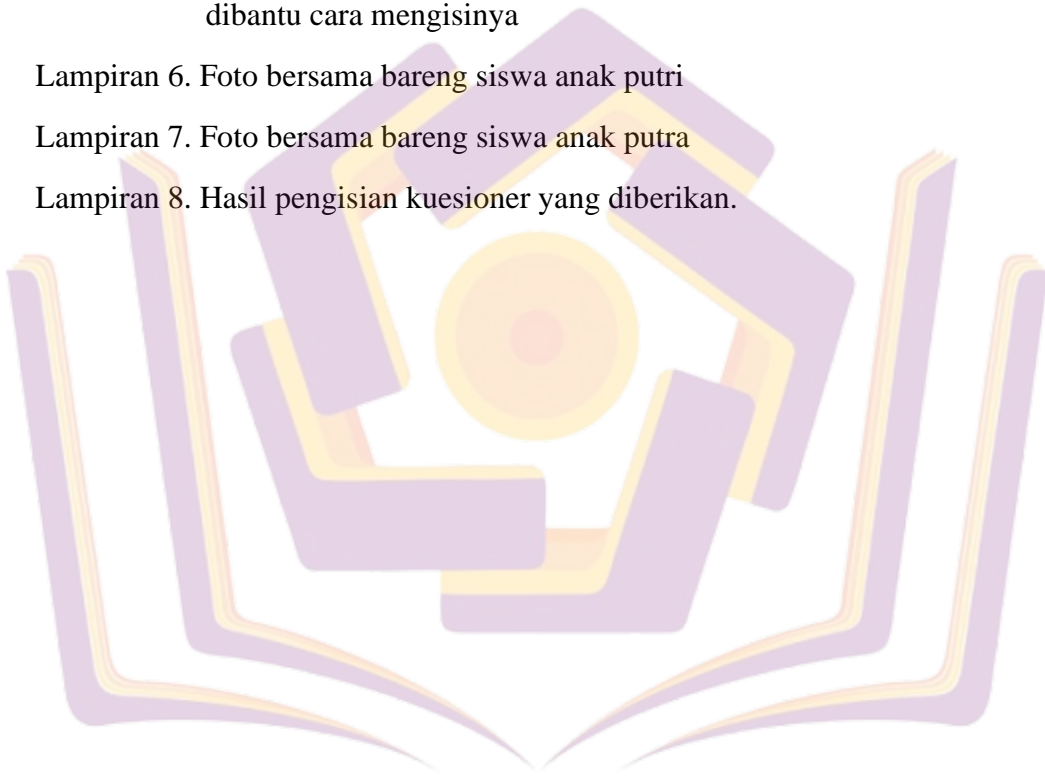 dibantu cara mengisinya
Lampiran 6. Foto bersama bareng siswa anak putri
Lampiran 7. Foto bersama bareng siswa anak putra
Lampiran 8. Hasil pengisian kuesioner yang diberikan.